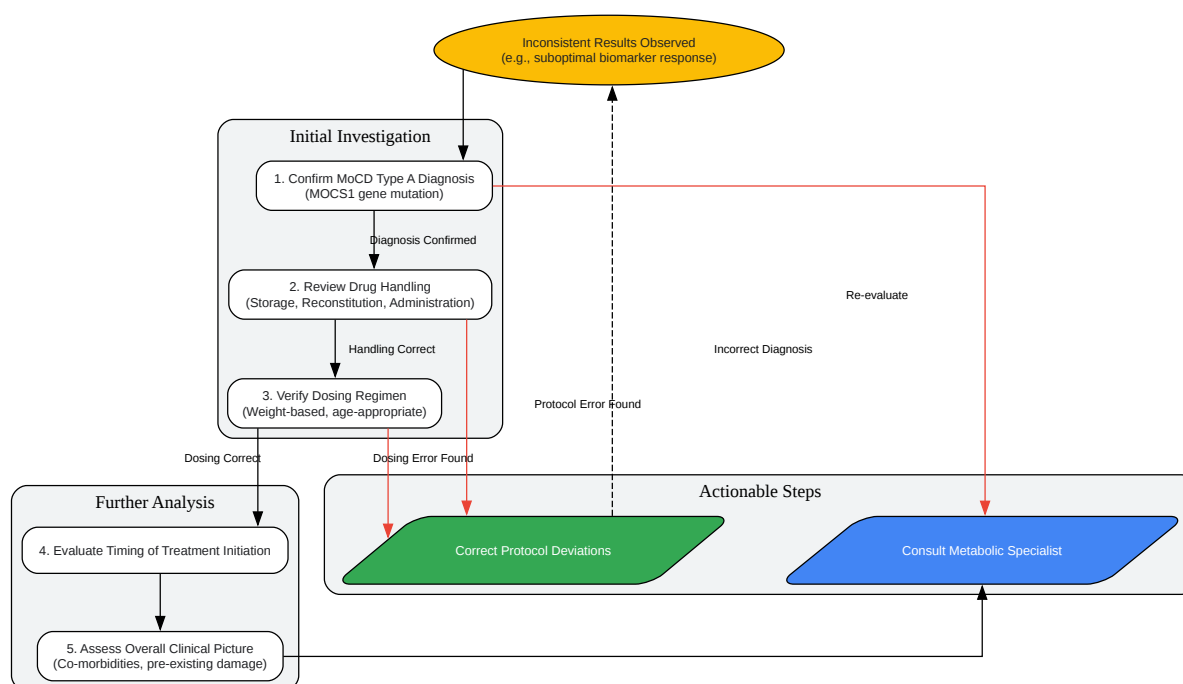 Inconsistent Results Observed
(e.g., suboptimal biomarker response)
Initial Investigation
1. Confirm MoCD Type A Diagnosis
(MOCS1 gene mutation)
Diagnosis Confirmed
2. Review Drug Handling
(Storage, Reconstitution, Administration)
Re-evaluate
Handling Correct
Incorrect Diagnosis
3. Verify Dosing Regimen
(Weight-based, age-appropriate)
Protocol Error Found
Dosing Correct
Dosing Error Found
Further Analysis
Actionable Steps
4. Evaluate Timing of Treatment Initiation
Correct Protocol Deviations
Consult Metabolic Specialist
5. Assess Overall Clinical Picture
(Co-morbidities, pre-existing damage)